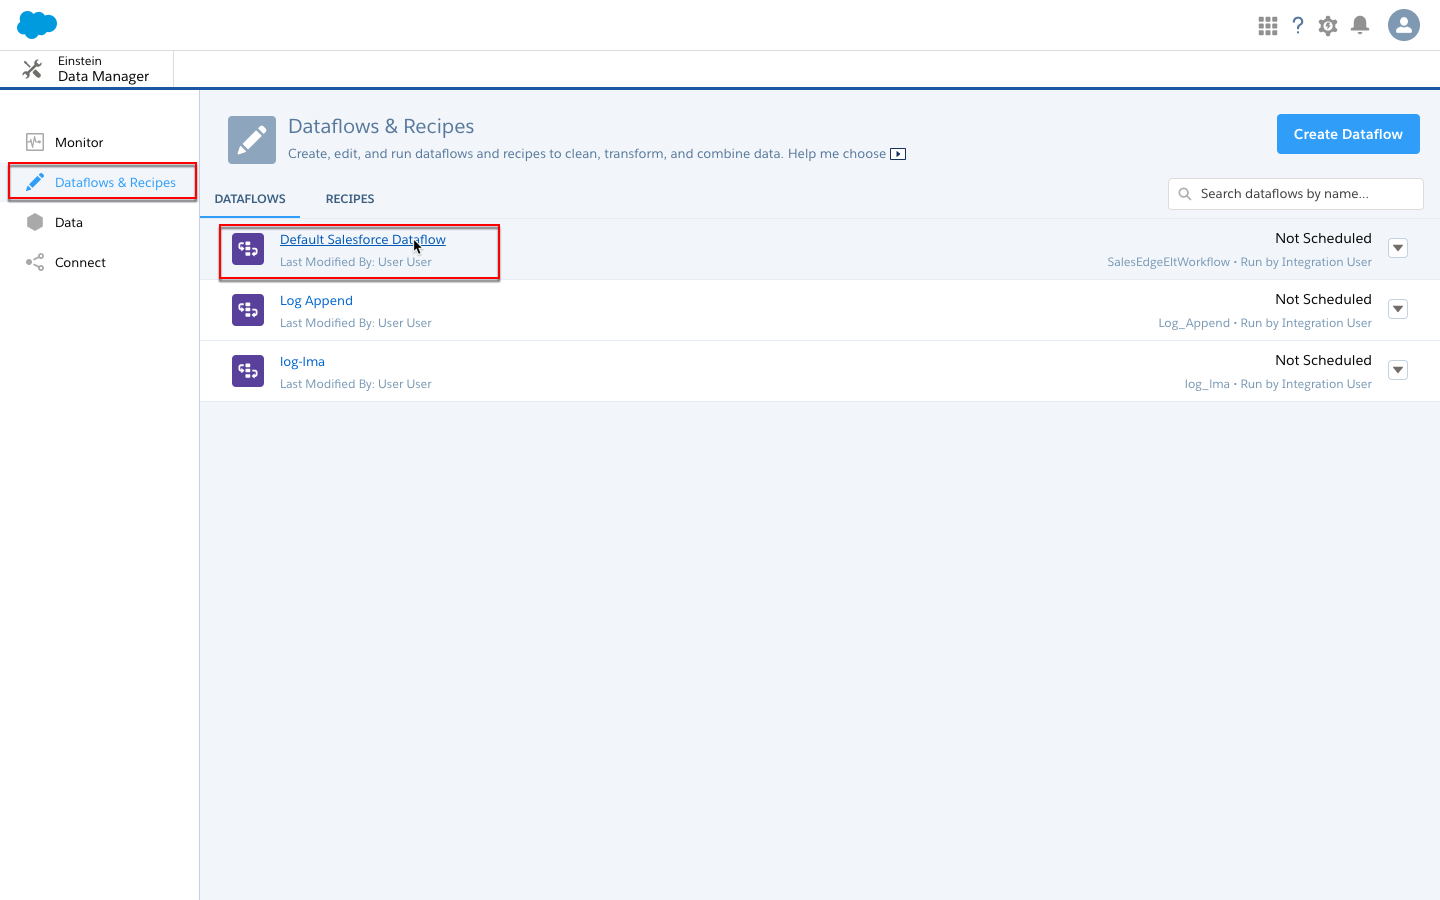 ?
Einstein
Data Manager
Monitor
Dataflows & Recipes
Data
Connect
Dataflows & Recipes
Create, edit, and run dataflows and recipes to clean, transform, and combine data. Help me choose
Create Dataflow
DATAFLOWS RECIPES
Search dataflows by name...
Default Salesforce Dataflow
Last Modified By: User User
Not Scheduled
SalesEdgeEltWorkflow • Run by Integration User
Log Append
Last Modified By: User User
Not Scheduled
Log_Append • Run by Integration User
log-lma
Last Modified By: User User
Not Scheduled
log_lma • Run by Integration User